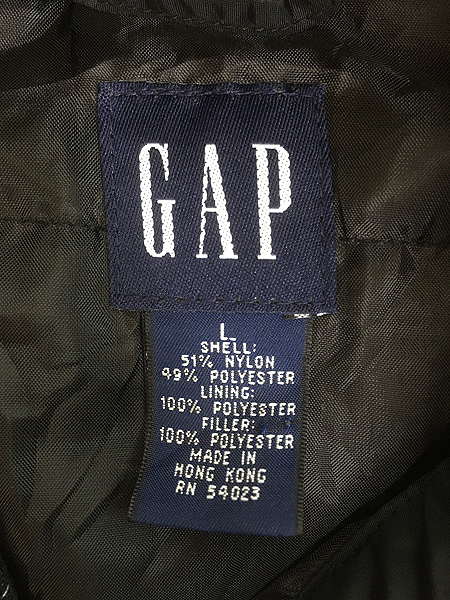 GAP
L
SHELL:
51% NYLON
49% POLYESTER
LINING:
100% POLYESTER
FILLER:
100% POLYESTER
MADE IN
HONG KONG
RN 54023